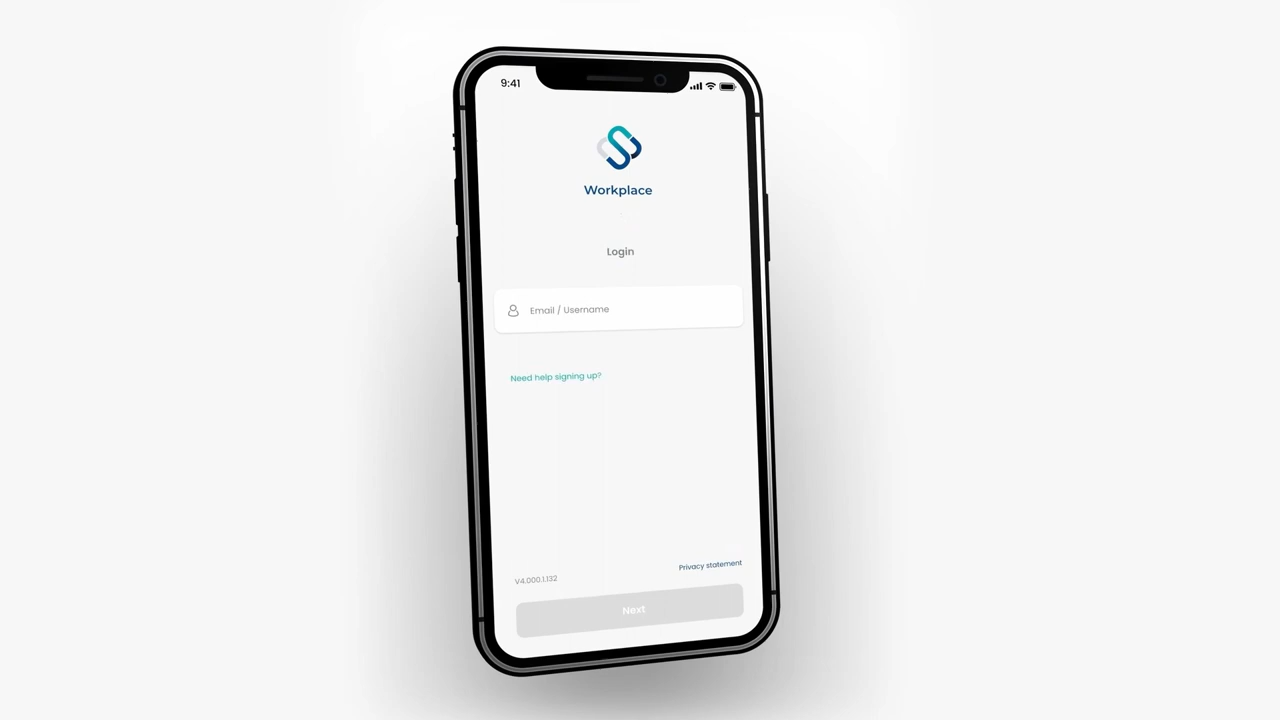 9:41
Workplace
Login
Email / Username
Need help signing up?
Privacy statement
V4.000.1.132
Next